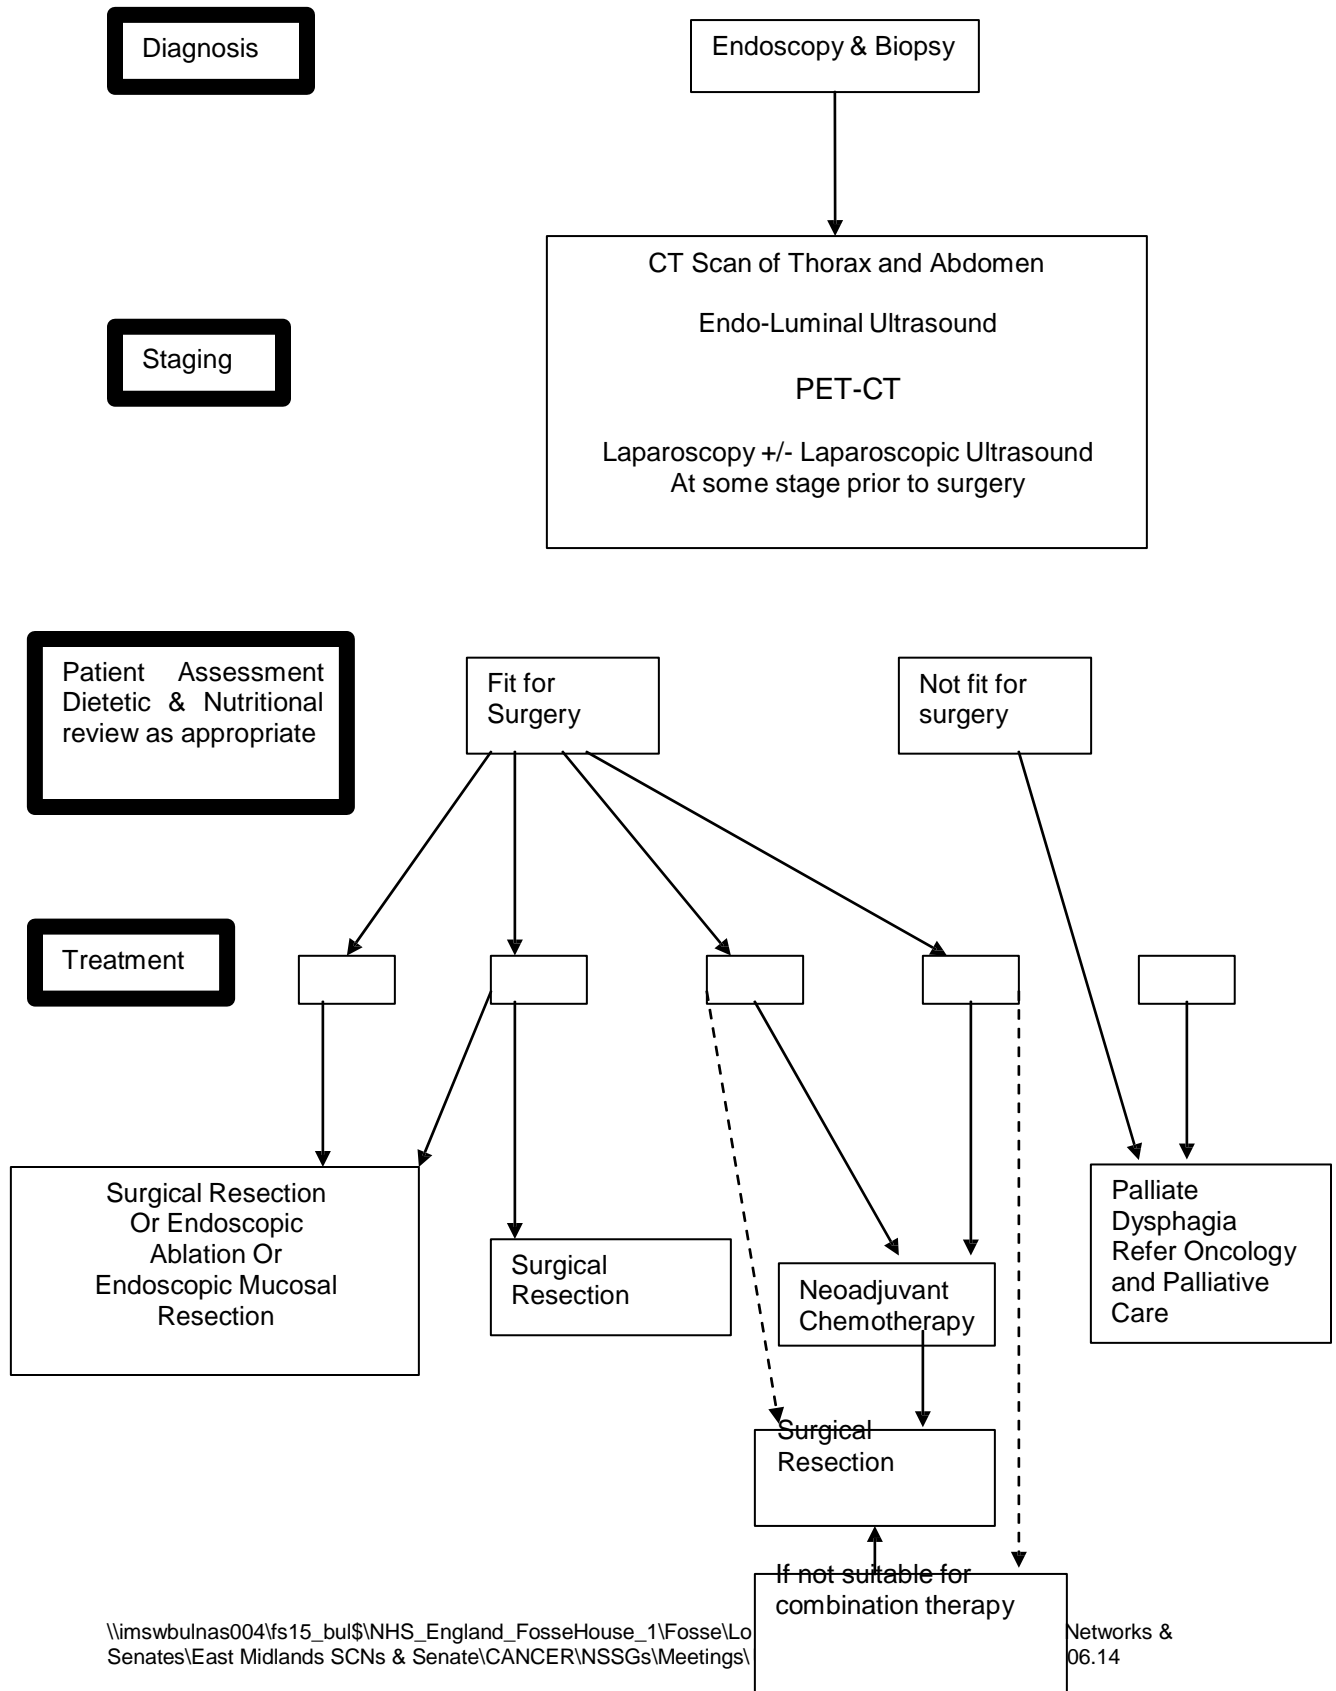 Diagnosis
Endoscopy & Biopsy
CT Scan of Thorax and Abdomen
Endo-Luminal Ultrasound
Staging
PET-CT
Laparoscopy +/- Laparoscopic Ultrasound
At some stage prior to surgery
Patient Assessment
Dietetic & Nutritional
review as appropriate
Fit for
Surgery
Not fit for
surgery
Treatment
Surgical Resection
Or Endoscopic
Ablation Or
Endoscopic Mucosal
Resection
Surgical
Resection
Neoadjuvant
Chemotherapy
Palliate
Dysphagia
Refer Oncology
and Palliative
Care
Surgical
Resection
If not suitable for
combination therapy
\\imswbulnas004\fs15_bul$\NHS_England_FosseHouse_1\Fosse\Lo Networks &
Senates\East Midlands SCNs & Senate\CANCER\NSSGs\Meetings\ 06.14